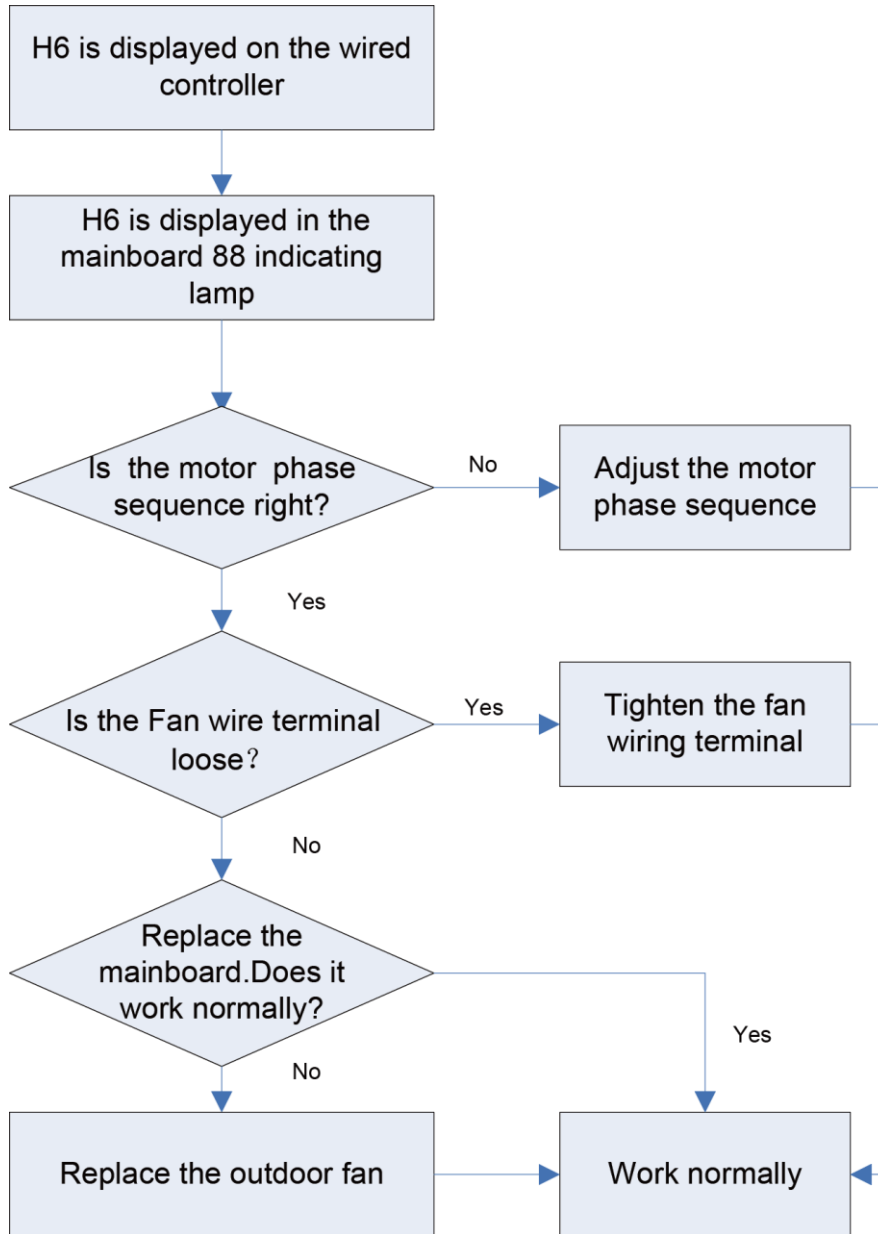 H6 is displayed on the wired
controller
H6 is displayed in the
mainboard 88 indicating
lamp
Is the motor phase
sequence right?
No
Adjust the motor
phase sequence
Yes
Is the Fan wire terminal
loose？
Yes
Tighten the fan
wiring terminal
No
Replace the
mainboard.Does it
work normally?
Yes
No
Replace the outdoor fan
Work normally